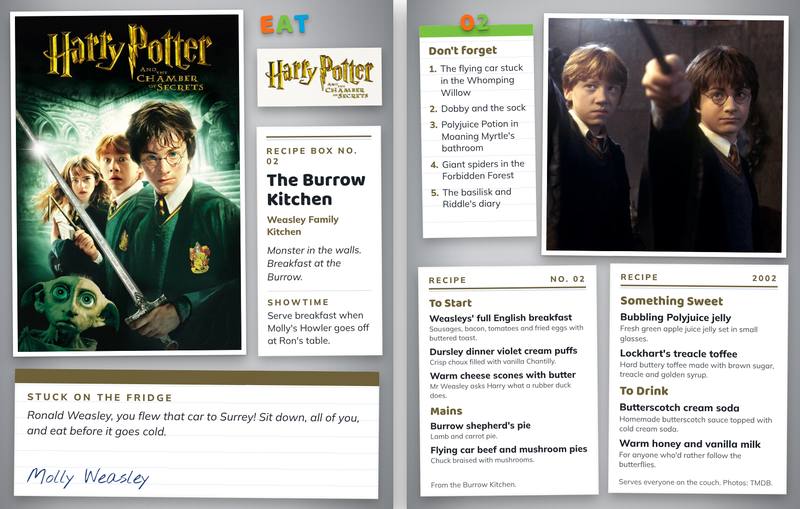 Harry Potter
AND THE
CHAMBER
OF SECRETS
EAT
Harry Potter
AND THE
CHAMBER
OF SECRETS
RECIPE BOX NO.
02
The Burrow
Kitchen
Weasley Family
Kitchen
Monster in the walls.
Breakfast at the
Burrow.
SHOWTIME
Serve breakfast when
Molly's Howler goes off
at Ron's table.
STUCK ON THE FRIDGE
Ronald Weasley, you flew that car to Surrey! Sit down, all of you,
and eat before it goes cold.
Molly Weasley
02
Don't forget
1. The flying car stuck
in the Whomping
Willow
2. Dobby and the sock
3. Polyjuice Potion in
Moaning Myrtle's
bathroom
4. Giant spiders in the
Forbidden Forest
5. The basilisk and
Riddle's diary
RECIPE NO. 02
To Start
Weasleys' full English breakfast
Sausages, bacon, tomatoes and fried eggs with
buttered toast.
Dursley dinner violet cream puffs
Crisp choux filled with vanilla Chantilly.
Warm cheese scones with butter
Mr Weasley asks Harry what a rubber duck
does.
Mains
Burrow shepherd's pie
Lamb and carrot pie.
Flying car beef and mushroom pies
Chuck braised with mushrooms.
From the Burrow Kitchen.
RECIPE 2002
Something Sweet
Bubbling Polyjuice jelly
Fresh green apple juice jelly set in small
glasses.
Lockhart's treacle toffee
Hard buttery toffee made with brown sugar,
treacle and golden syrup.
To Drink
Butterscotch cream soda
Homemade butterscotch sauce topped with
cold cream soda.
Warm honey and vanilla milk
For anyone who'd rather follow the
butterflies.
Serves everyone on the couch. Photos: TMDB.